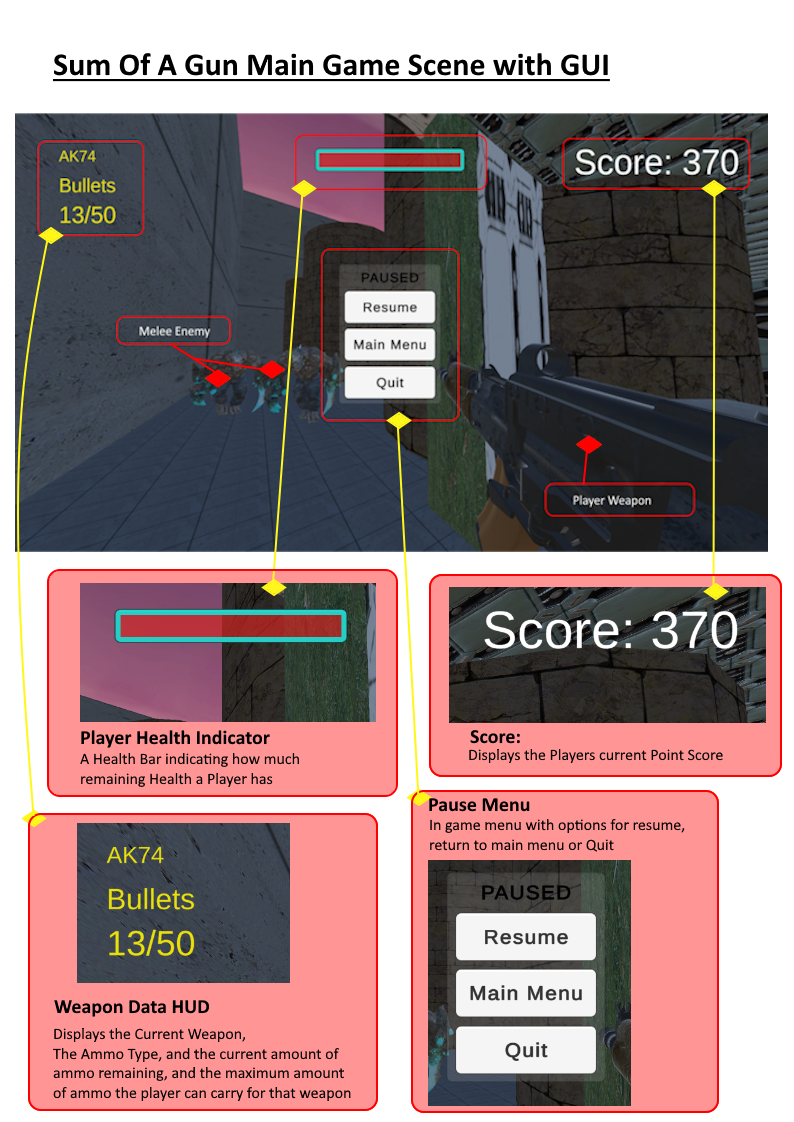 Sum Of A Gun Main Game Scene with GUI
AK74
Bullets
13/50
Score: 370
PAUSED
Resume
Main Menu
Quit
Melee Enemy
Player Weapon
Player Health Indicator
A Health Bar indicating how much
remaining Health a Player has
Score: 370
Score:
Displays the Players current Point Score
AK74
Bullets
13/50
Weapon Data HUD
Displays the Current Weapon,
The Ammo Type, and the current amount of
ammo remaining, and the maximum amount
of ammo the player can carry for that weapon
Pause Menu
In game menu with options for resume,
return to main menu or Quit
PAUSED
Resume
Main Menu
Quit